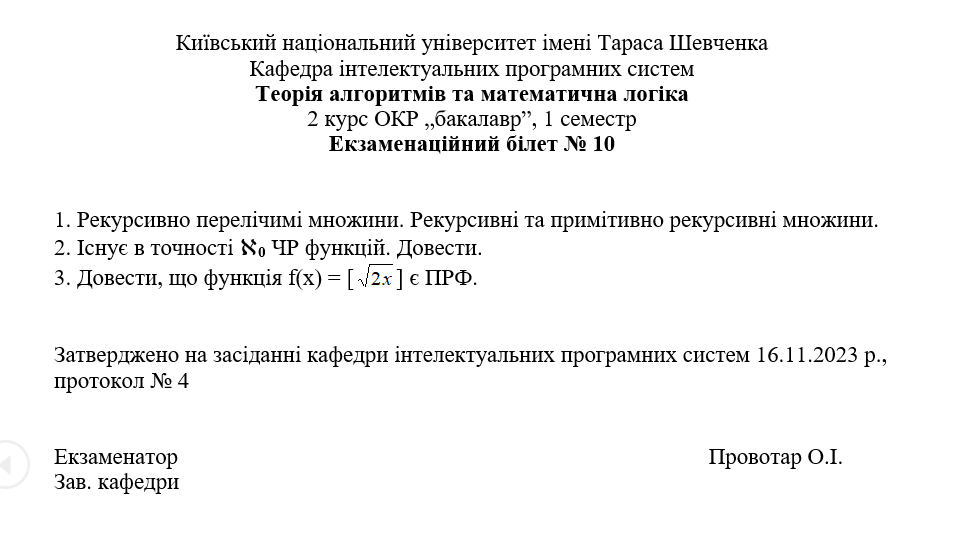 Київський національний університет імені Тараса Шевченка
Кафедра інтелектуальних програмних систем
Теорія алгоритмів та математична логіка
2 курс ОКР „бакалавр”, 1 семестр
Екзаменаційний білет № 10
1. Рекурсивно перелічимі множини. Рекурсивні та примітивно рекурсивні множини.
2. Існує в точності ℵ₀ ЧР функцій. Довести.
3. Довести, що функція f(x) = [ √2x ] є ПРФ.
Затверджено на засіданні кафедри інтелектуальних програмних систем 16.11.2023 р.,
протокол № 4
Екзаменатор Провотар О.І.
Зав. кафедри